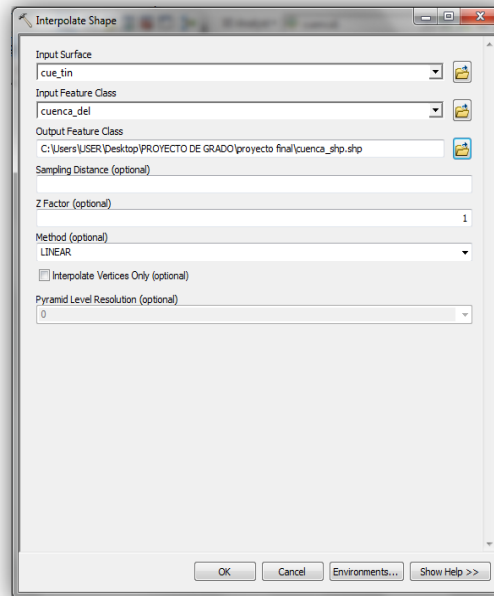 Interpolate Shape
Input Surface
cue_tin
Input Feature Class
cuenca_del
Output Feature Class
C:\Users\USER\Desktop\PROYECTO DE GRADO\proyecto final\cuenca_shp.shp
Sampling Distance (optional)
Z Factor (optional)
1
Method (optional)
LINEAR
Interpolate Vertices Only (optional)
Pyramid Level Resolution (optional)
0
OK Cancel Environments... Show Help >>